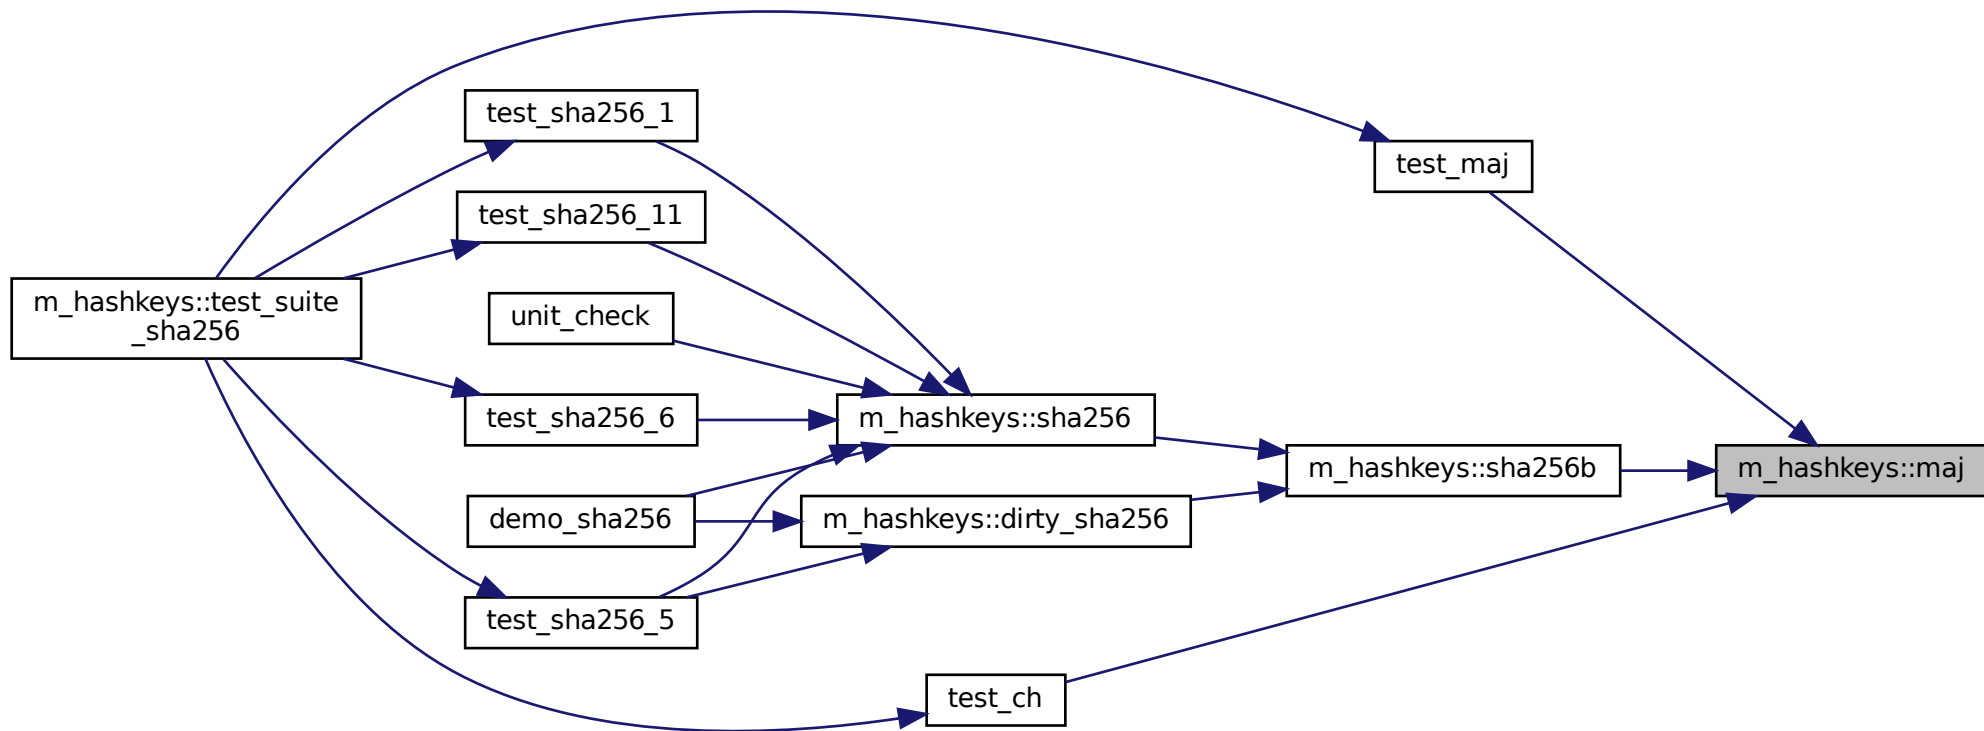 test_sha256_1
test_maj
test_sha256_11
m_hashkeys::test_suite
_sha256
unit_check
test_sha256_6
m_hashkeys::sha256
m_hashkeys::sha256b
m_hashkeys::maj
demo_sha256
m_hashkeys::dirty_sha256
test_sha256_5
test_ch